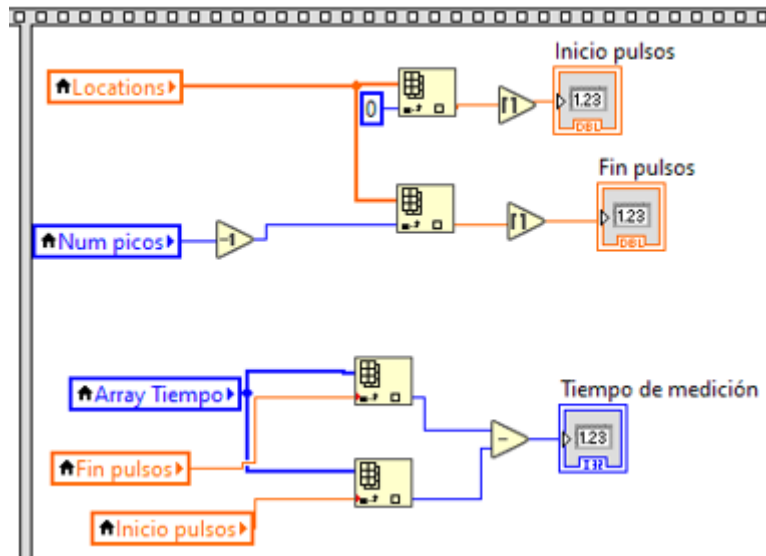 Inicio pulsos
Locations
0
1.23
DBL
Fin pulsos
1.23
DBL
Num picos
-1
Array Tiempo
Tiempo de medición
-
1.23
I32
Fin pulsos
Inicio pulsos